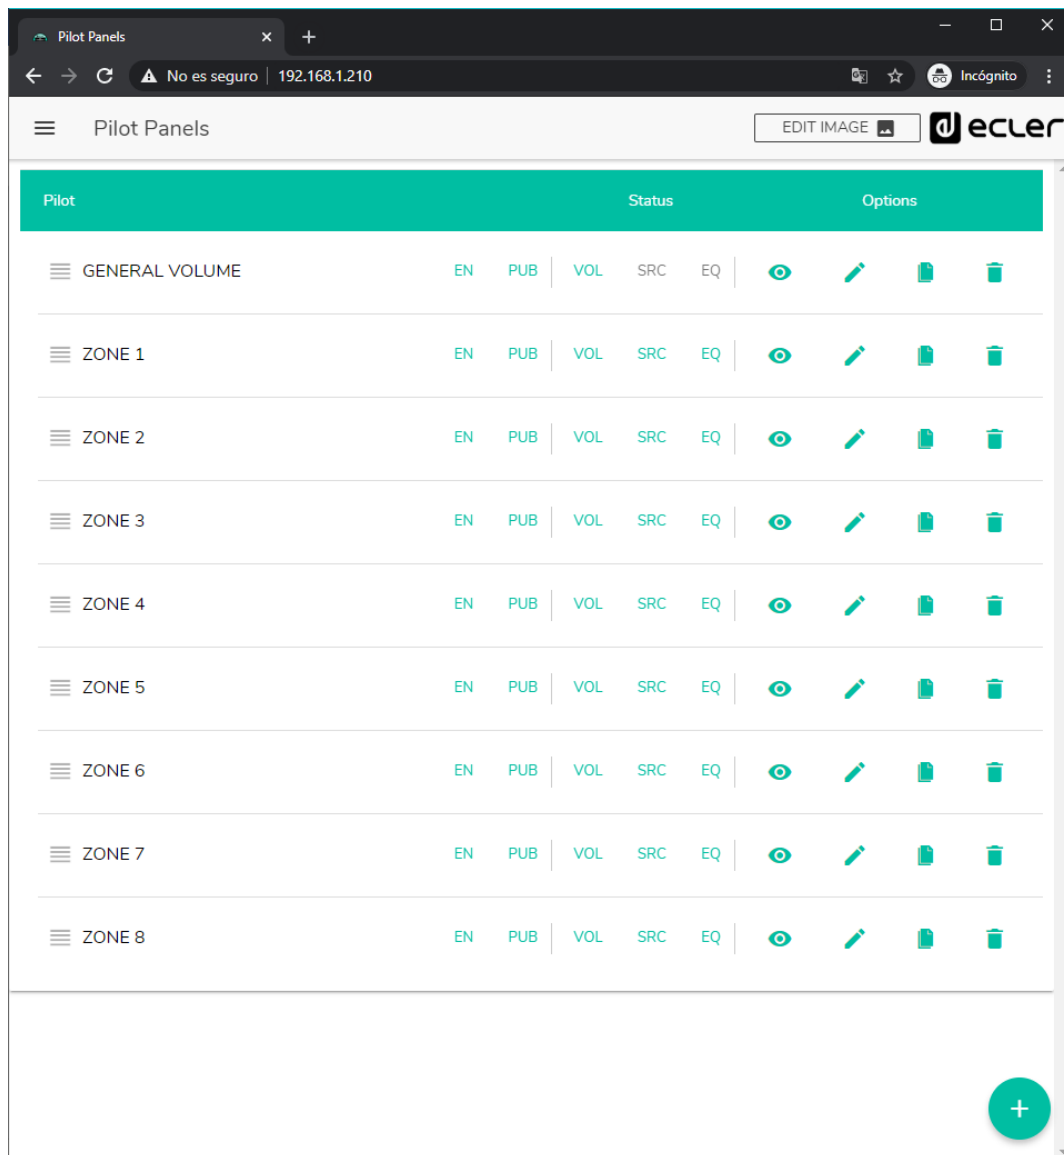 Pilot Panels
No es seguro 192.168.1.210 Incógnito
Pilot Panels EDIT IMAGE ecler
Pilot Status Options
GENERAL VOLUME EN PUB VOL SRC EQ
ZONE 1 EN PUB VOL SRC EQ
ZONE 2 EN PUB VOL SRC EQ
ZONE 3 EN PUB VOL SRC EQ
ZONE 4 EN PUB VOL SRC EQ
ZONE 5 EN PUB VOL SRC EQ
ZONE 6 EN PUB VOL SRC EQ
ZONE 7 EN PUB VOL SRC EQ
ZONE 8 EN PUB VOL SRC EQ